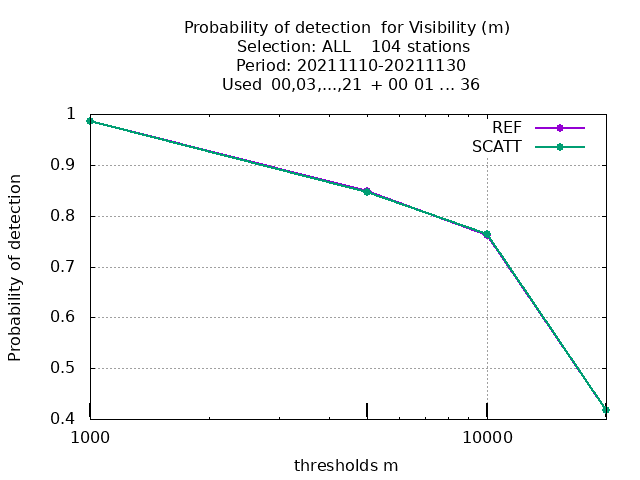 Probability of detection  for Visibility (m)
Selection: ALL    104 stations
Period: 20211110-20211130
Used  00,03,...,21  + 00 01 ... 36
REF
SCATT
Probability of detection
1
0.9
0.8
0.7
0.6
0.5
0.4
1000
10000
thresholds m